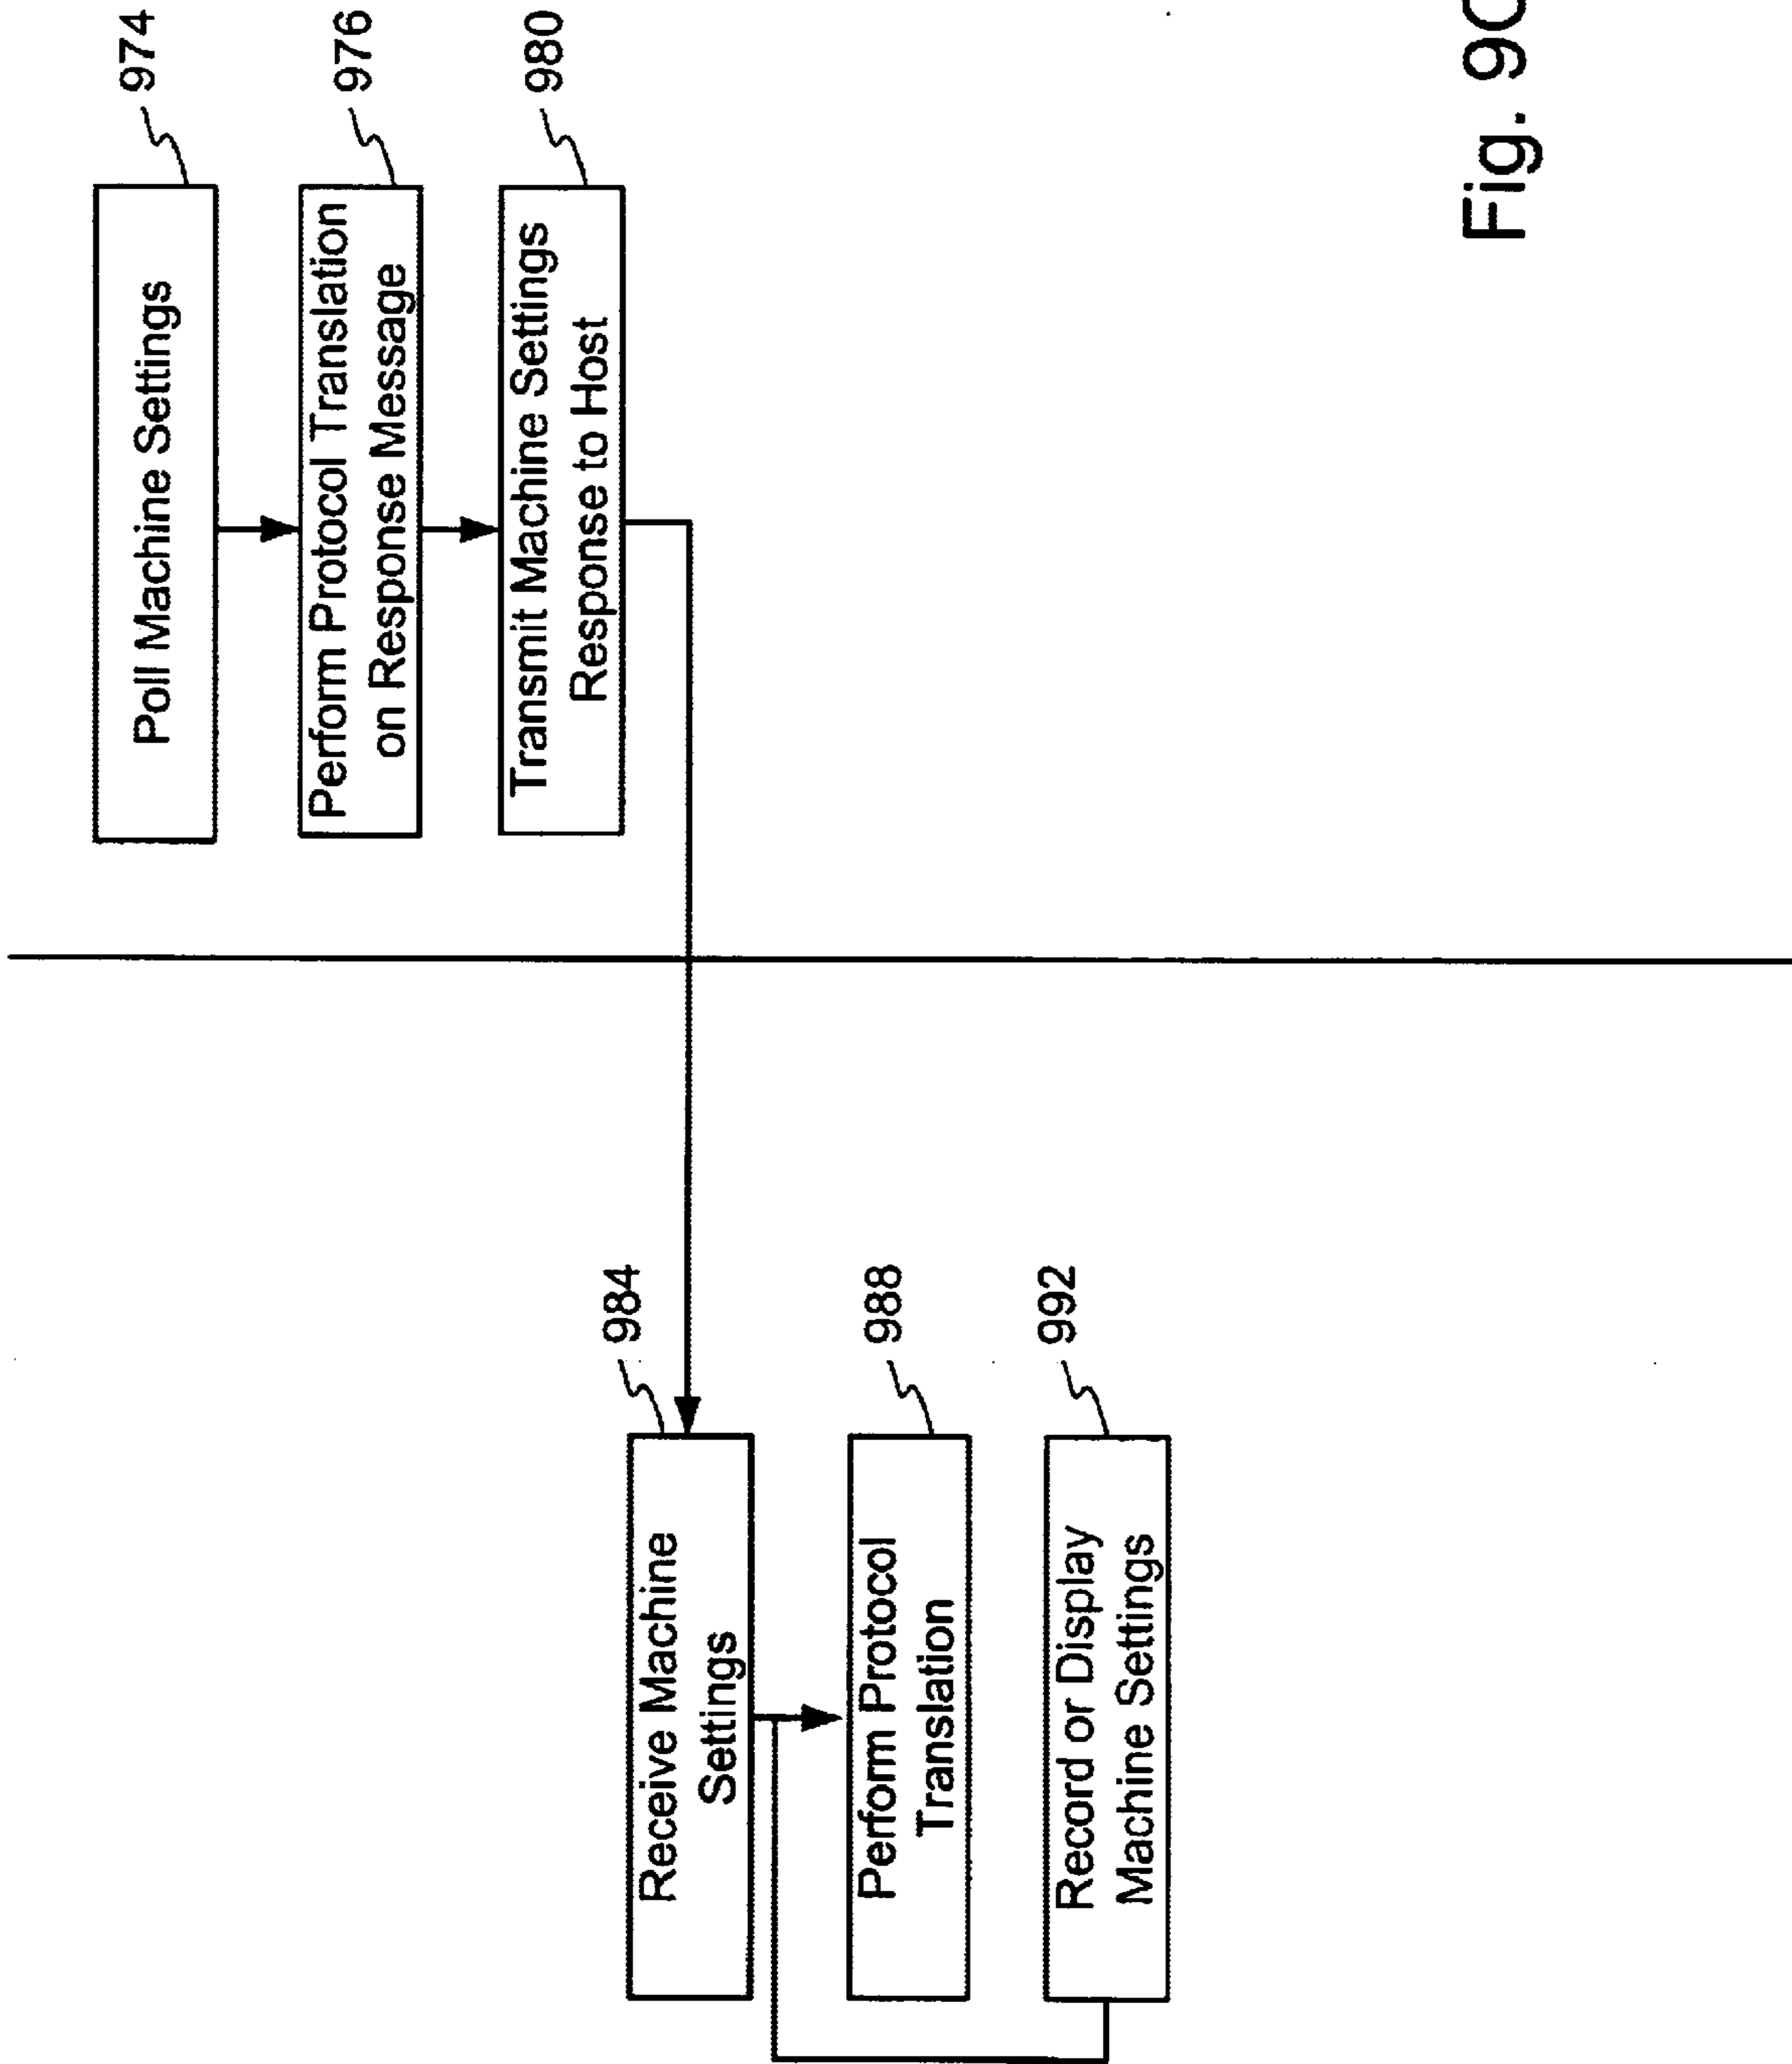 Poll Machine Settings
974
Perform Protocol Translation
on Response Message
976
Transmit Machine Settings
Response to Host
980
Receive Machine
Settings
984
Perform Protocol
Translation
988
Record or Display
Machine Settings
992
Fig. 9C